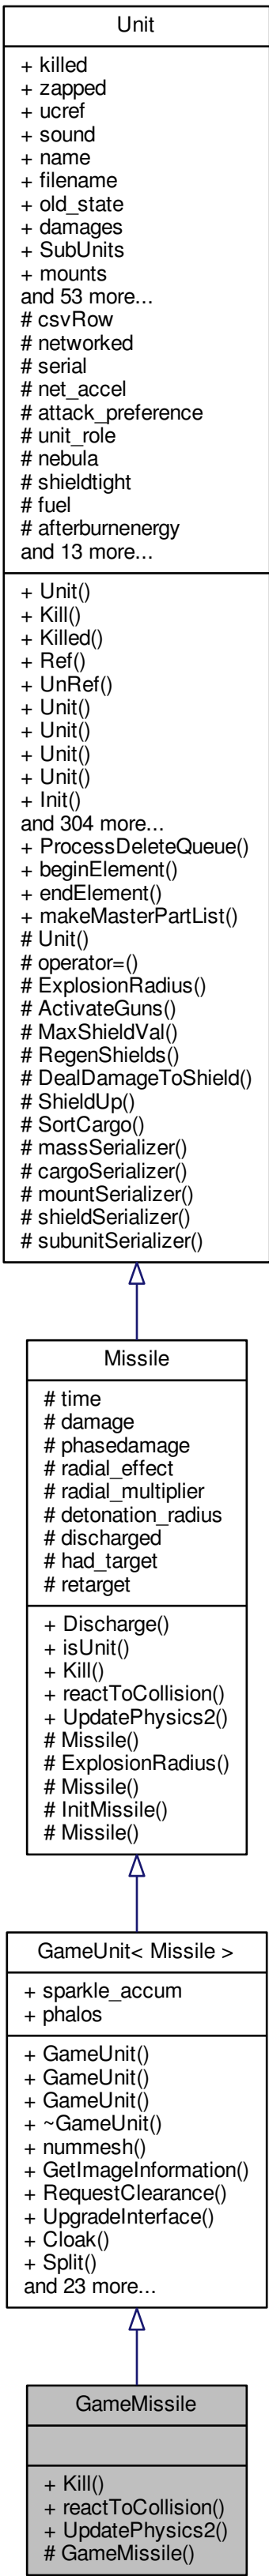 Unit
+ killed
+ zapped
+ ucref
+ sound
+ name
+ filename
+ old_state
+ damages
+ SubUnits
+ mounts
and 53 more...
# csvRow
# networked
# serial
# net_accel
# attack_preference
# unit_role
# nebula
# shieldtight
# fuel
# afterburnenergy
and 13 more...
+ Unit()
+ Kill()
+ Killed()
+ Ref()
+ UnRef()
+ Unit()
+ Unit()
+ Unit()
+ Unit()
+ Init()
and 304 more...
+ ProcessDeleteQueue()
+ beginElement()
+ endElement()
+ makeMasterPartList()
# Unit()
# operator=()
# ExplosionRadius()
# ActivateGuns()
# MaxShieldVal()
# RegenShields()
# DealDamageToShield()
# ShieldUp()
# SortCargo()
# massSerializer()
# cargoSerializer()
# mountSerializer()
# shieldSerializer()
# subunitSerializer()
Missile
# time
# damage
# phasedamage
# radial_effect
# radial_multiplier
# detonation_radius
# discharged
# had_target
# retarget
+ Discharge()
+ isUnit()
+ Kill()
+ reactToCollision()
+ UpdatePhysics2()
# Missile()
# ExplosionRadius()
# Missile()
# InitMissile()
# Missile()
GameUnit< Missile >
+ sparkle_accum
+ phalos
+ GameUnit()
+ GameUnit()
+ GameUnit()
+ ~GameUnit()
+ nummesh()
+ GetImageInformation()
+ RequestClearance()
+ UpgradeInterface()
+ Cloak()
+ Split()
and 23 more...
GameMissile
+ Kill()
+ reactToCollision()
+ UpdatePhysics2()
# GameMissile()